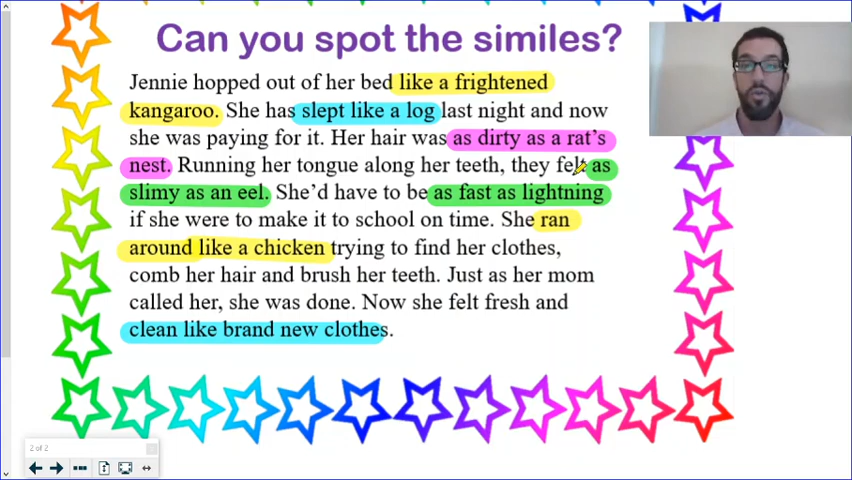 Can you spot the similes?
Jennie hopped out of her bed like a frightened
kangaroo. She has slept like a log last night and now
she was paying for it. Her hair was as dirty as a rat's
nest. Running her tongue along her teeth, they felt as
slimy as an eel. She'd have to be as fast as lightning
if she were to make it to school on time. She ran
around like a chicken trying to find her clothes,
comb her hair and brush her teeth. Just as her mom
called her, she was done. Now she felt fresh and
clean like brand new clothes.
2 of 2